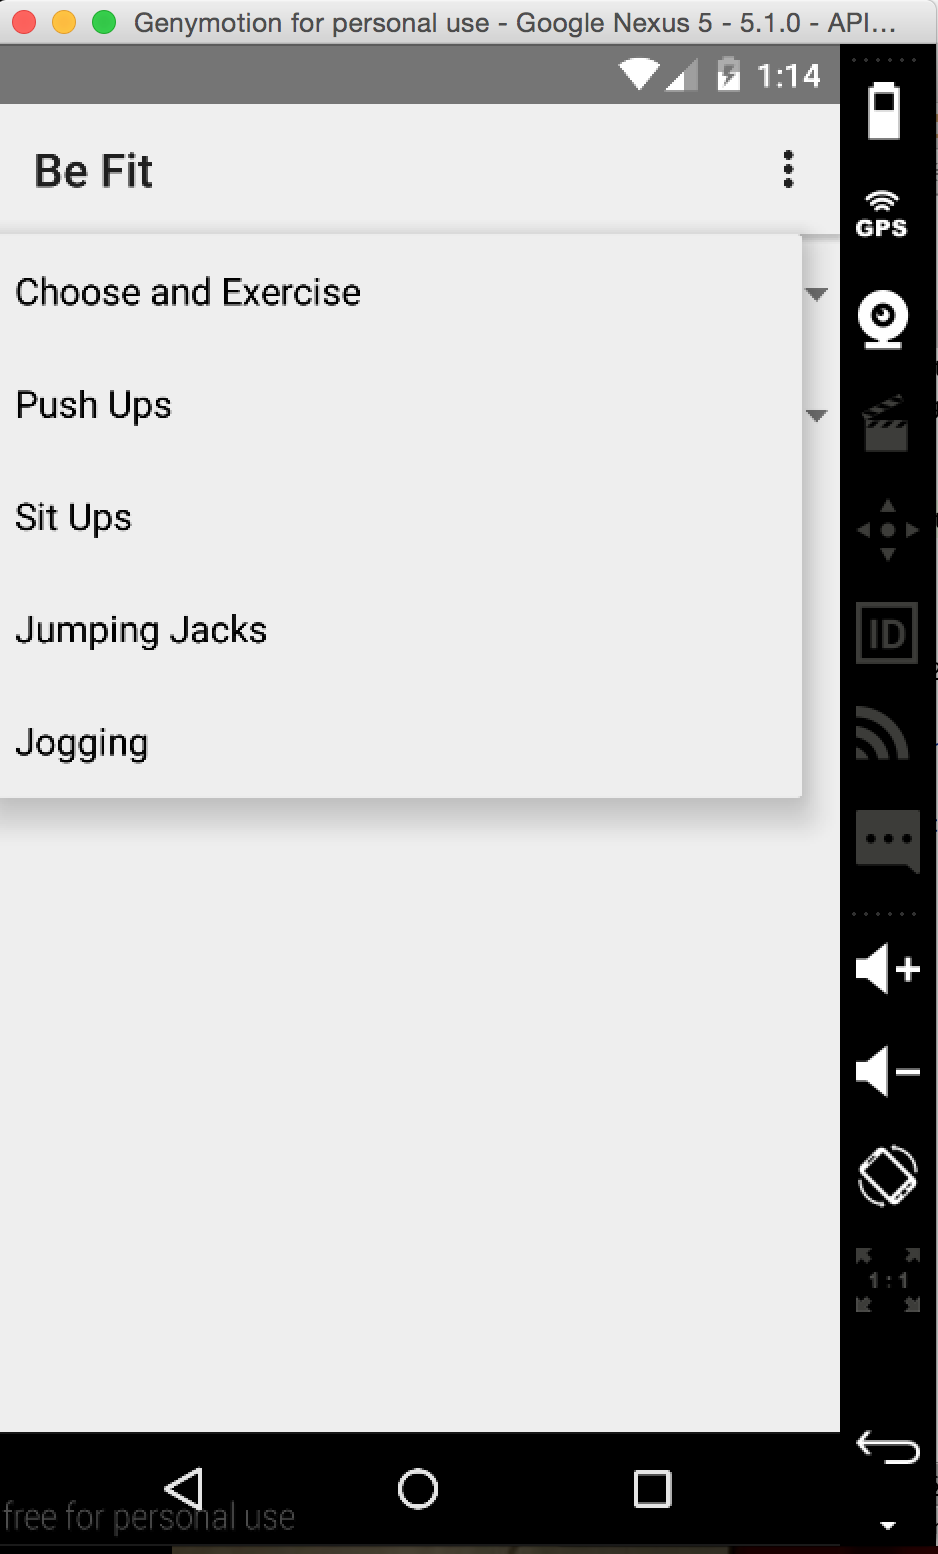 Genymotion for personal use - Google Nexus 5 - 5.1.0 - API...
1:14
Be Fit
GPS
Choose and Exercise
Push Ups
Sit Ups
Jumping Jacks
ID
Jogging
1:1
free for personal use